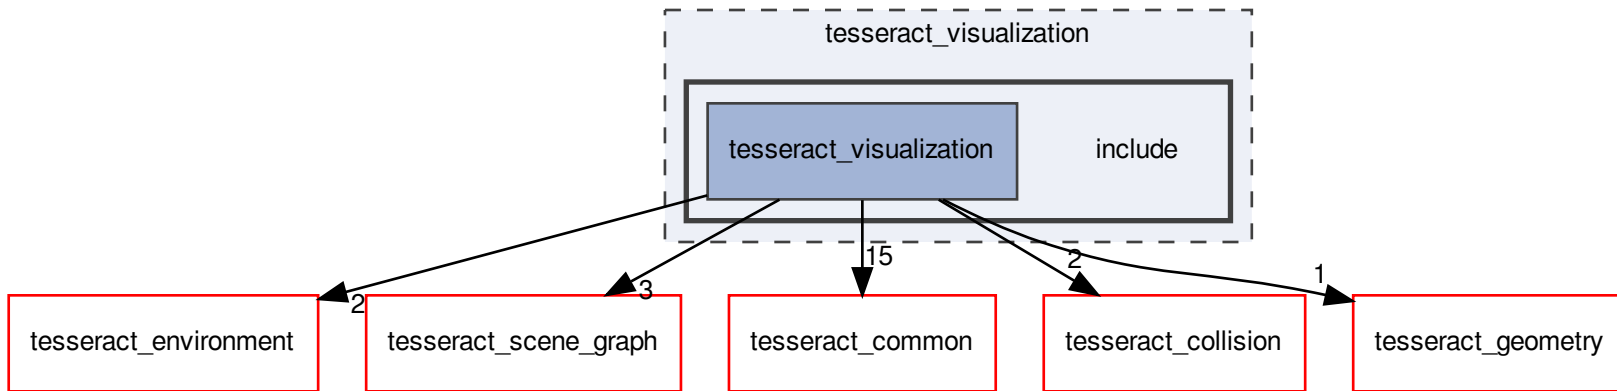 tesseract_visualization
tesseract_visualization
include
15
2
1
2
3
tesseract_environment
tesseract_scene_graph
tesseract_common
tesseract_collision
tesseract_geometry